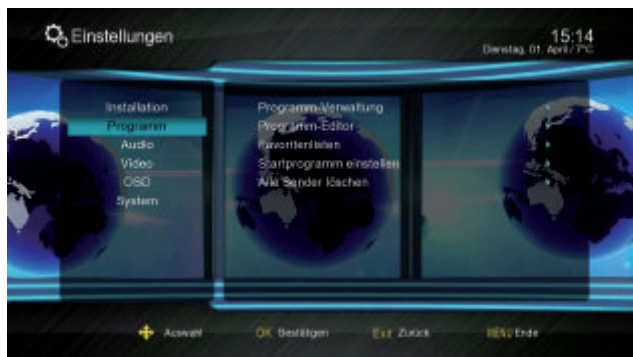 Einstellungen
15:14
Dienstag, 01. April / 7°C
Installation
Programm
Audio
Video
OSD
System
Programm-Verwaltung
Programm-Editor
Favoritenlisten
Startprogramm einstellen
Alle Sender löschen
Auswahl
OK Bestätigen
Exit Zurück
MENU Ende